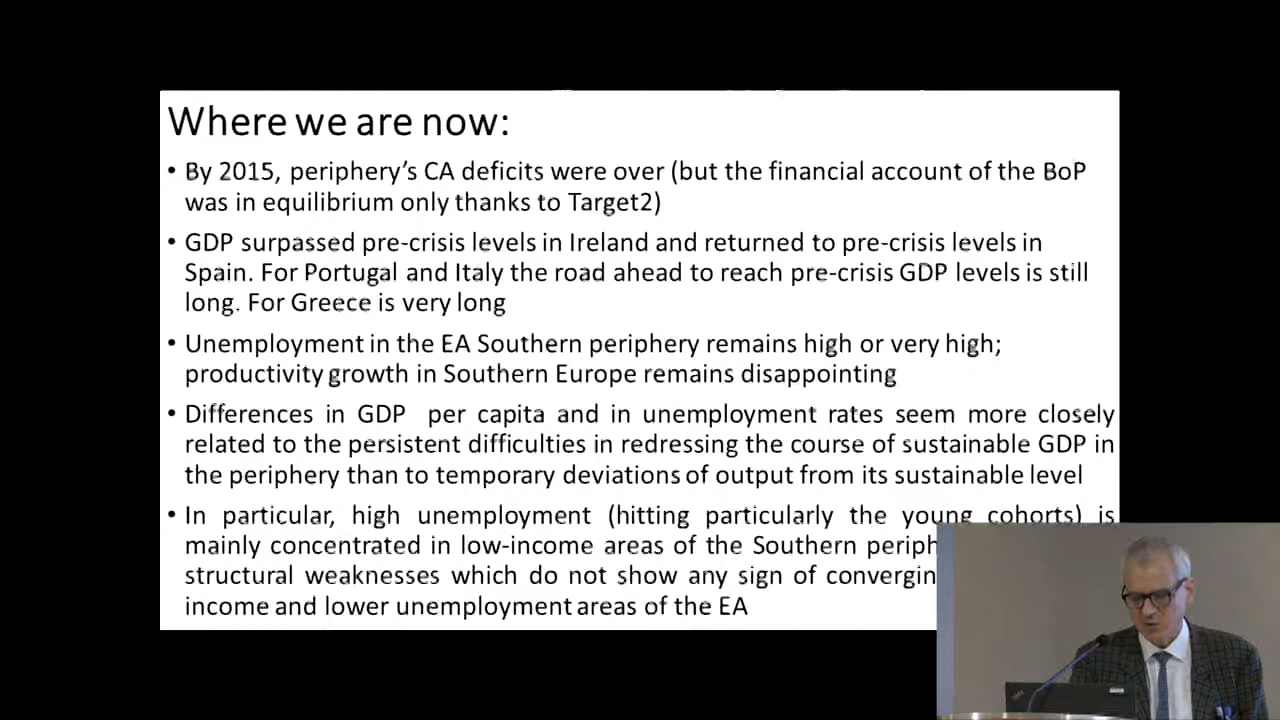 Where we are now:
• By 2015, periphery's CA deficits were over (but the financial account of the BoP
was in equilibrium only thanks to Target2)
• GDP surpassed pre-crisis levels in Ireland and returned to pre-crisis levels in
Spain. For Portugal and Italy the road ahead to reach pre-crisis GDP levels is still
long. For Greece is very long
• Unemployment in the EA Southern periphery remains high or very high;
productivity growth in Southern Europe remains disappointing
• Differences in GDP per capita and in unemployment rates seem more closely
related to the persistent difficulties in redressing the course of sustainable GDP in
the periphery than to temporary deviations of output from its sustainable level
• In particular, high unemployment (hitting particularly the young cohorts) is
mainly concentrated in low-income areas of the Southern periph
structural weaknesses which do not show any sign of convergin
income and lower unemployment areas of the EA